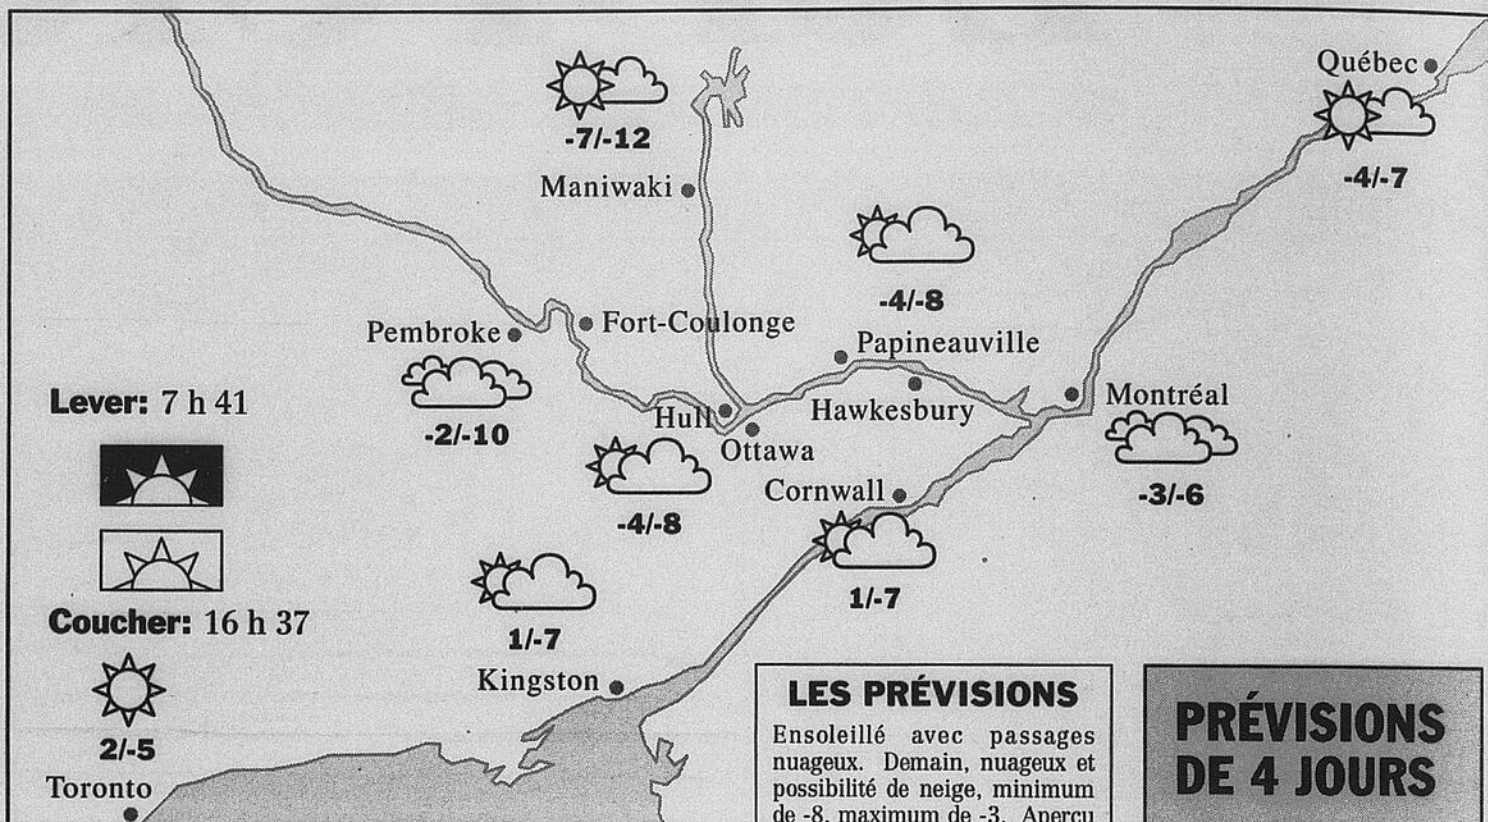 Québec
-7/-12
-4/-7
Maniwaki
-4/-8
Pembroke
Fort-Coulonge
Papineauville
Lever: 7 h 41
-2/-10
Hull
Ottawa
Hawkesbury
Montréal
-4/-8
Cornwall
-3/-6
1/-7
Coucher: 16 h 37
1/-7
Kingston
2/-5
Toronto
LES PRÉVISIONS
Ensoleillé avec passages
nuageux. Demain, nuageux et
possibilité de neige, minimum
de -8, maximum de -3. Aperçu
PRÉVISIONS
DE 4 JOURS